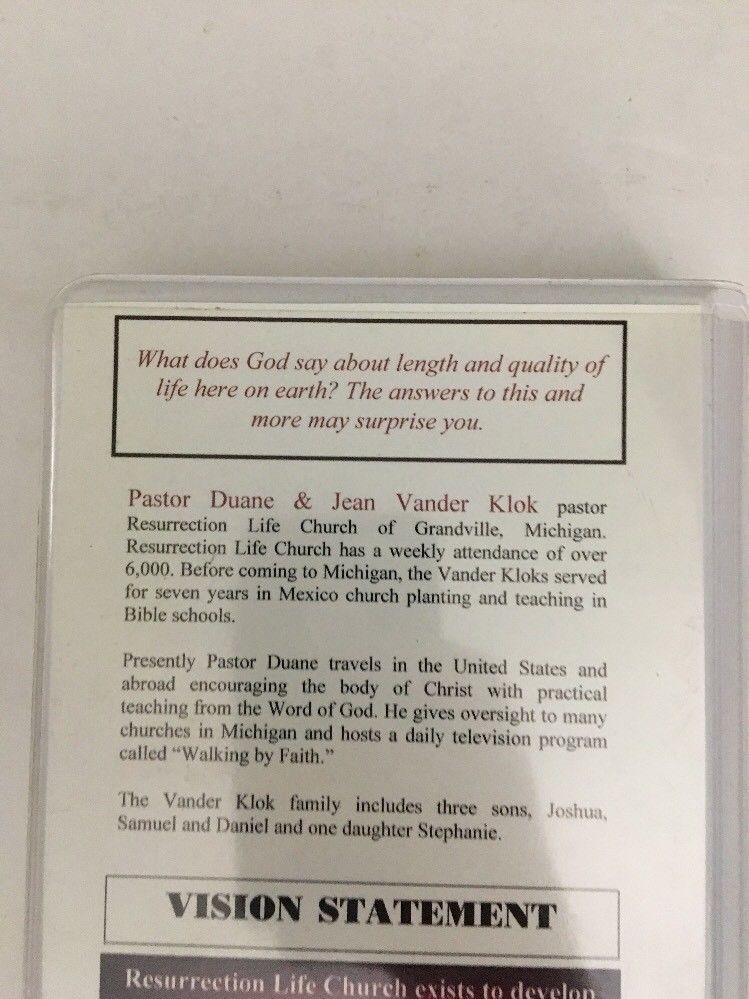 What does God say about length and quality of
life here on earth? The answers to this and
more may surprise you.
Pastor Duane & Jean Vander Klok pastor
Resurrection Life Church of Grandville, Michigan.
Resurrection Life Church has a weekly attendance of over
6,000. Before coming to Michigan, the Vander Kloks served
for seven years in Mexico church planting and teaching in
Bible schools.
Presently Pastor Duane travels in the United States and
abroad encouraging the body of Christ with practical
teaching from the Word of God. He gives oversight to many
churches in Michigan and hosts a daily television program
called “Walking by Faith.”
The Vander Klok family includes three sons, Joshua,
Samuel and Daniel and one daughter Stephanie.
VISION STATEMENT
Resurrection Life Church exists to develop